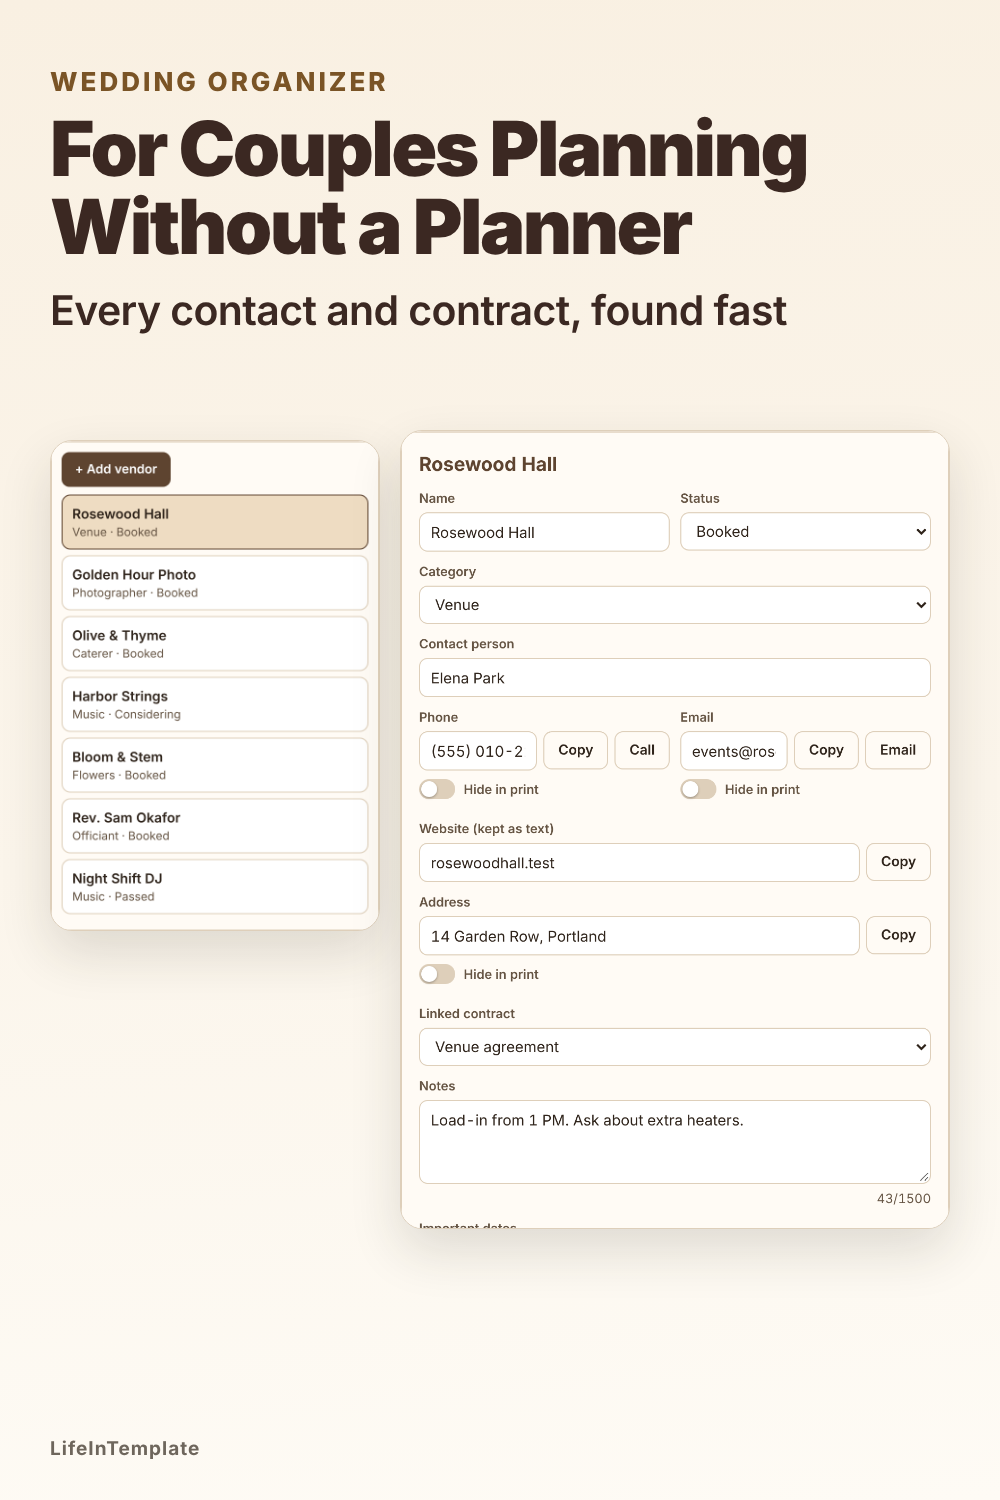 WEDDING ORGANIZER
For Couples Planning
Without a Planner
Every contact and contract, found fast
+ Add vendor
Rosewood Hall
Venue · Booked
Golden Hour Photo
Photographer · Booked
Olive & Thyme
Caterer · Booked
Harbor Strings
Music · Considering
Bloom & Stem
Flowers · Booked
Rev. Sam Okafor
Officiant · Booked
Night Shift DJ
Music · Passed
Rosewood Hall
Name Status
Rosewood Hall Booked
Category
Venue
Contact person
Elena Park
Phone Email
(555) 010-2 Copy Call events@ros Copy Email
Hide in print Hide in print
Website (kept as text)
rosewoodhall.test Copy
Address
14 Garden Row, Portland Copy
Hide in print
Linked contract
Venue agreement
Notes
Load-in from 1 PM. Ask about extra heaters.
43/1500
Important dates
LifeInTemplate